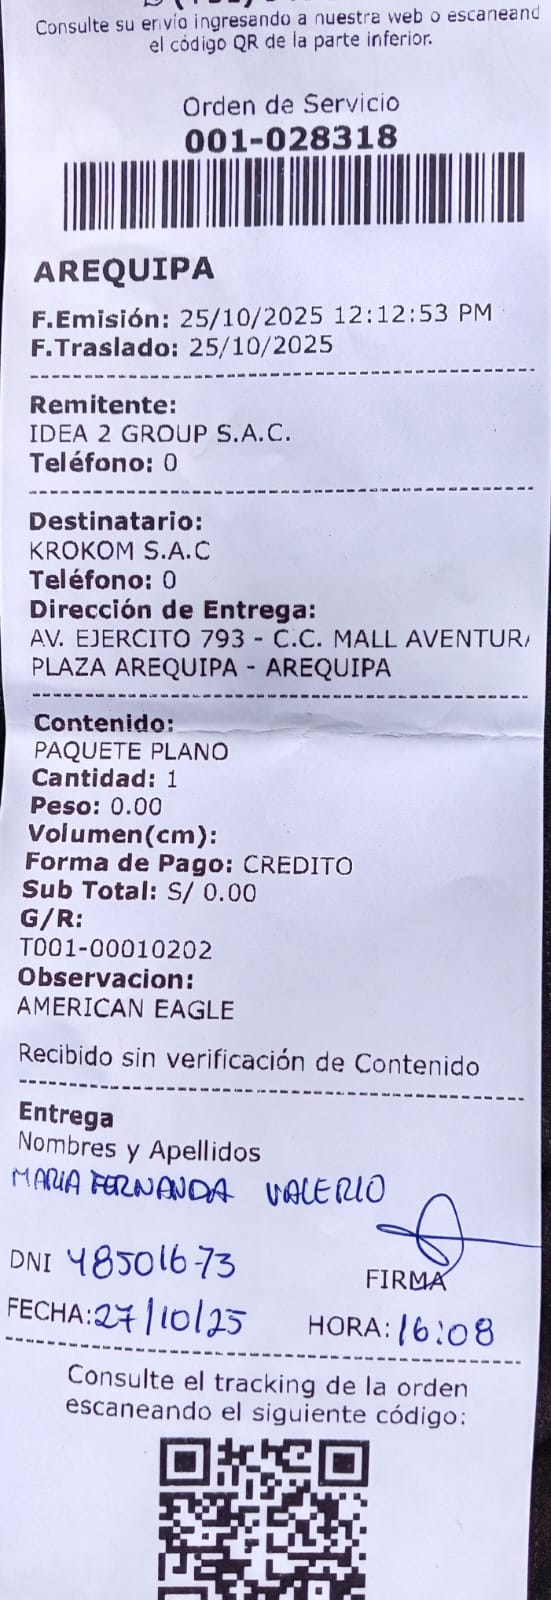 Consulte su envío ingresando a nuestra web o escaneand
el código QR de la parte inferior.
Orden de Servicio
001-028318
AREQUIPA
F.Emisión: 25/10/2025 12:12:53 PM
F.Traslado: 25/10/2025
Remitente:
IDEA 2 GROUP S.A.C.
Teléfono: 0
Destinatario:
KROKOM S.A.C
Teléfono: 0
Dirección de Entrega:
AV. EJERCITO 793 - C.C. MALL AVENTURA
PLAZA AREQUIPA - AREQUIPA
Contenido:
PAQUETE PLANO
Cantidad: 1
Peso: 0.00
Volumen(cm):
Forma de Pago: CREDITO
Sub Total: S/ 0.00
G/R:
T001-00010202
Observacion:
AMERICAN EAGLE
Recibido sin verificación de Contenido
Entrega
Nombres y Apellidos
MARIA FERNANDA VALERIO
DNI 48501673
FIRMA
FECHA: 27/10/25 HORA: 16:08
Consulte el tracking de la orden
escaneando el siguiente código: